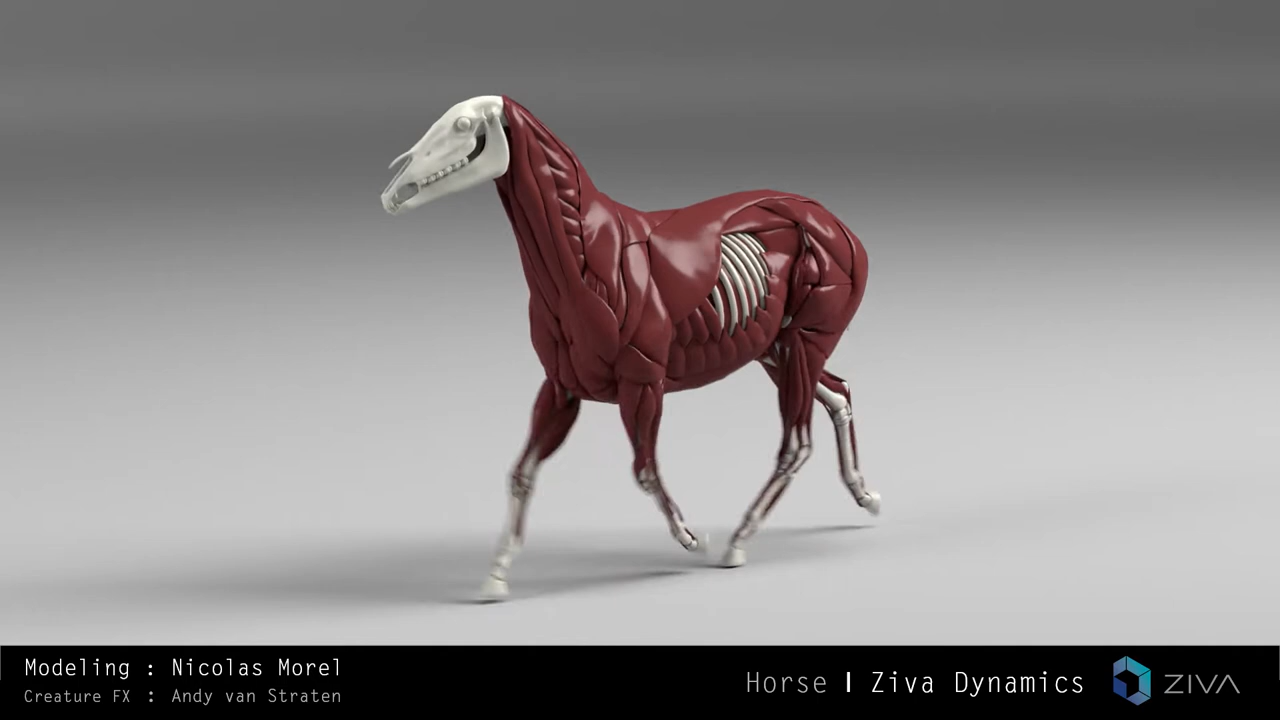 Modeling : Nicolas Morel
Creature FX : Andy van Straten
Horse | Ziva Dynamics
ZIVA